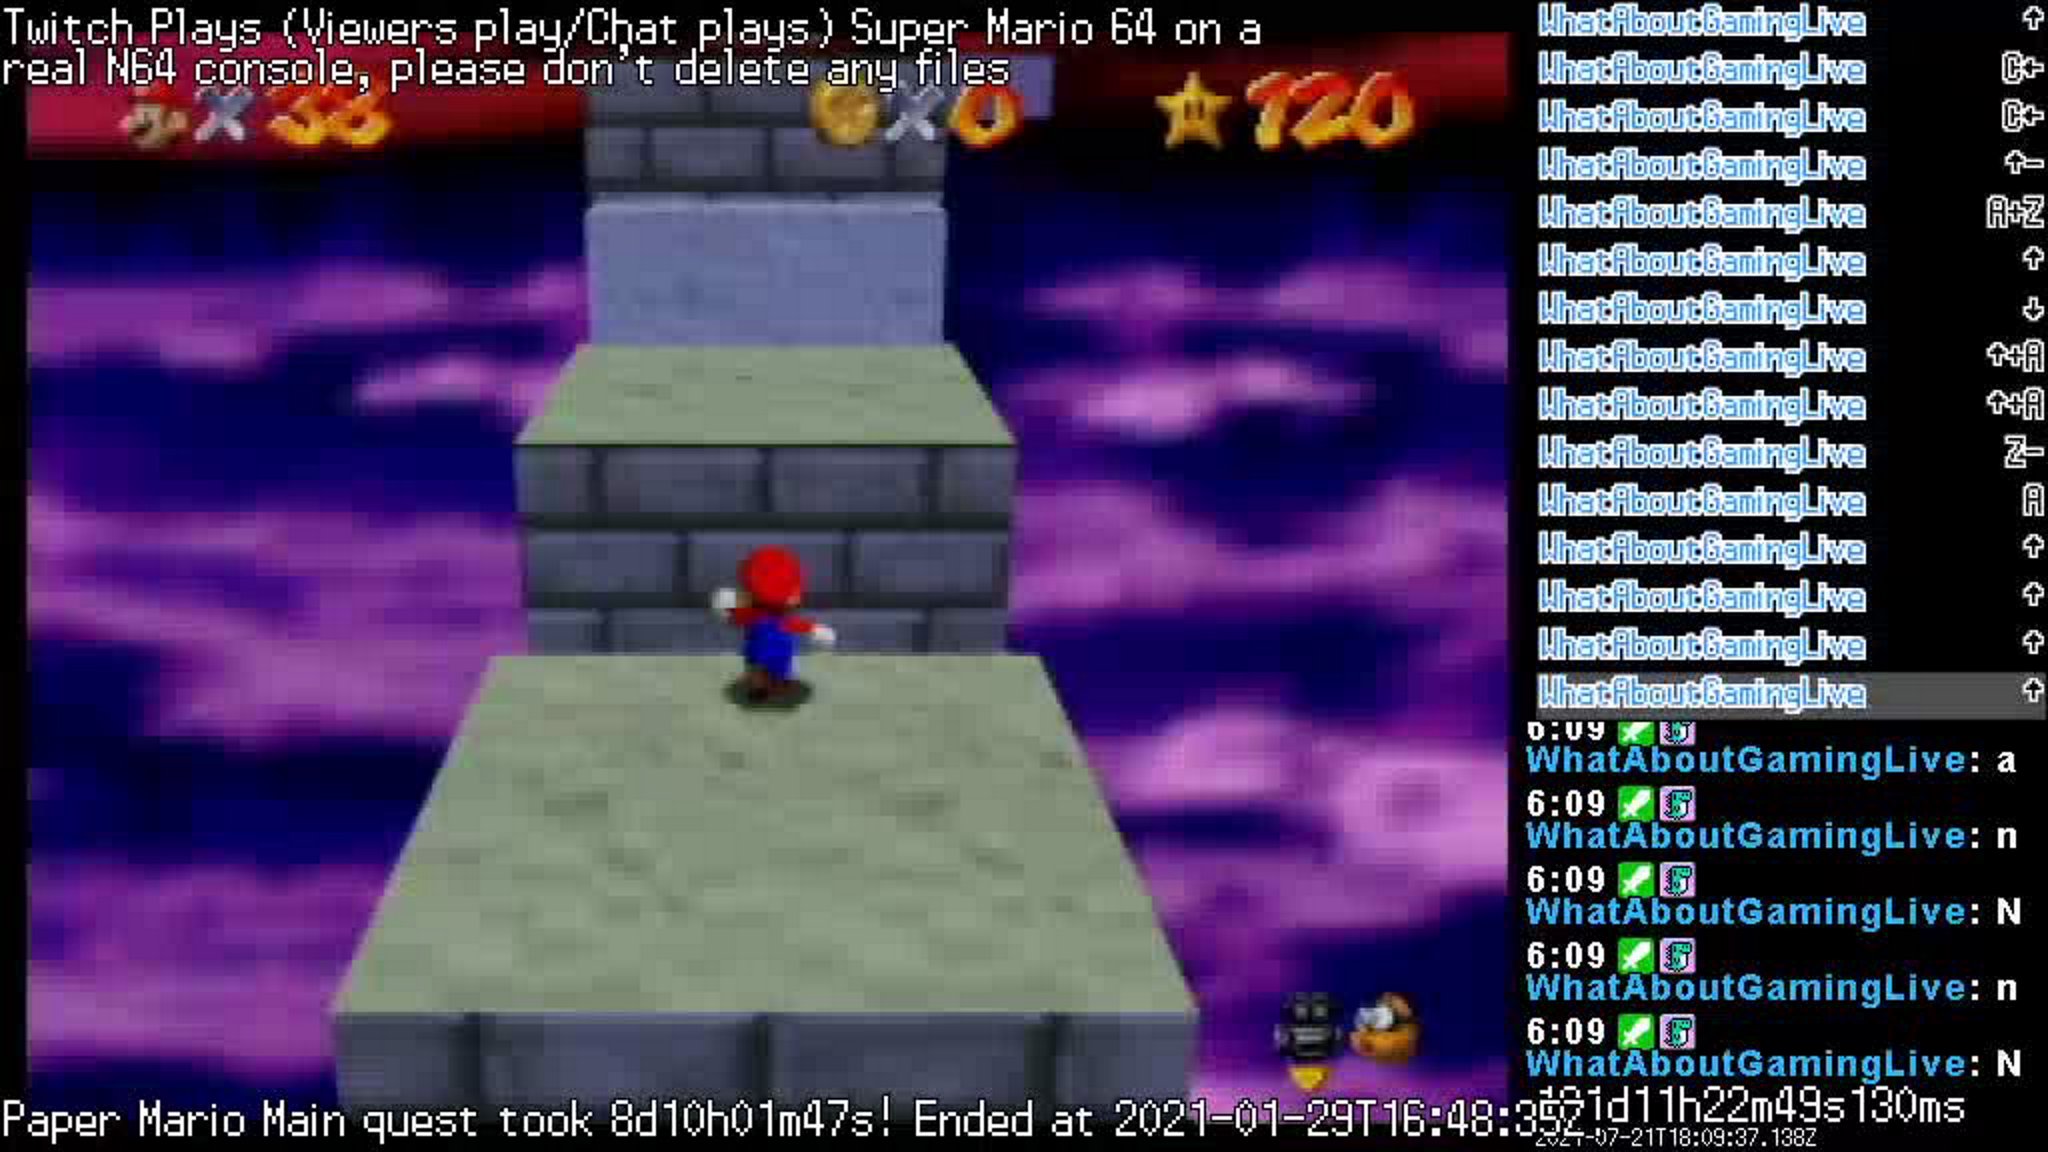 Twitch Plays (Viewers play/Chat plays) Super Mario 64 on a
real N64 console, please don't delete any files
x 36
x 0
120
WhatAboutGamingLive ↑
WhatAboutGamingLive C+
WhatAboutGamingLive C+
WhatAboutGamingLive ↑-
WhatAboutGamingLive A+Z
WhatAboutGamingLive ↑
WhatAboutGamingLive ↓
WhatAboutGamingLive ↑+A
WhatAboutGamingLive ↑+A
WhatAboutGamingLive Z-
WhatAboutGamingLive A
WhatAboutGamingLive ↑
WhatAboutGamingLive ↑
WhatAboutGamingLive ↑
WhatAboutGamingLive ↑
6:09
WhatAboutGamingLive: a
6:09
WhatAboutGamingLive: n
6:09
WhatAboutGamingLive: N
6:09
WhatAboutGamingLive: n
6:09
WhatAboutGamingLive: N
Paper Mario Main quest took 8d10h01m47s! Ended at 2021-01-29T16:48:35Z
2021-07-21T18:09:37.138Z